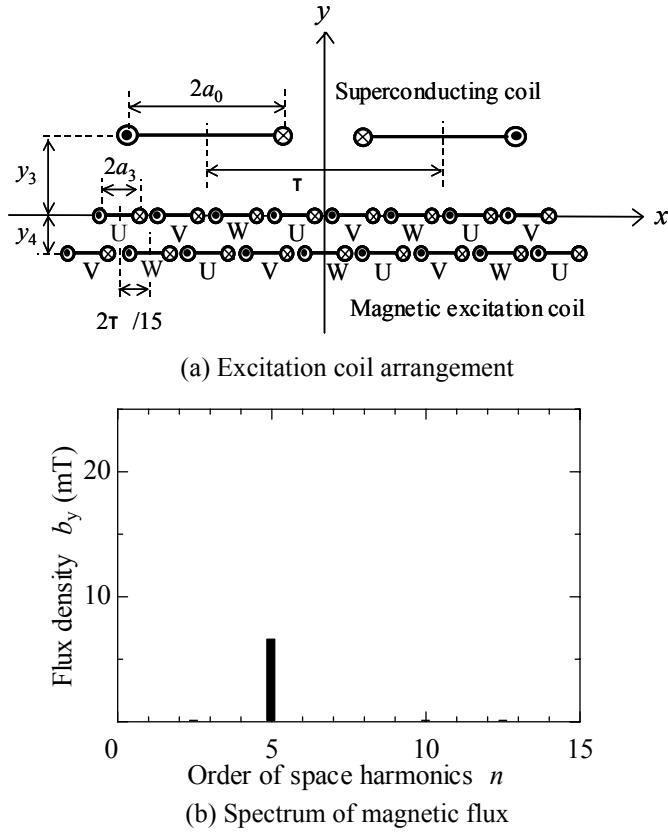 y
2a₀
Superconducting coil
y₃
2a₃
τ
x
U V W U V W U V
y₄
V W U V W U V W U
2τ /15
Magnetic excitation coil
(a) Excitation coil arrangement
Flux density b_y (mT)
20
10
0 5 10 15
Order of space harmonics n
(b) Spectrum of magnetic flux